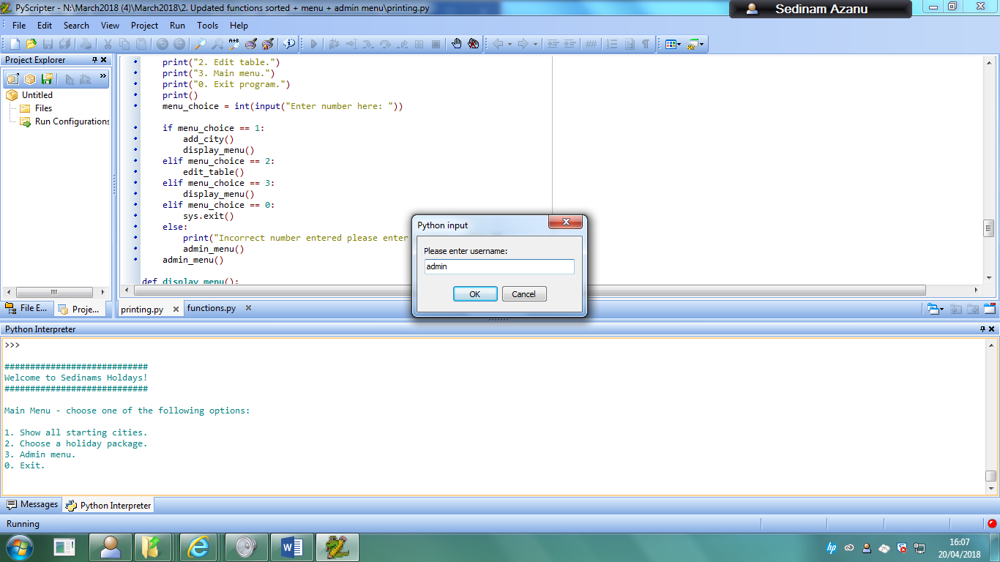 PyScripter - N:\March2018 (4)\March2018\2. Updated functions sorted + menu + admin menu\printing.py
Sedinam Azanu
File Edit Search View Project Run Tools Help
Project Explorer
Untitled
Files
Run Configurations
File E...
Proje...
print("2. Edit table.")
print("3. Main menu.")
print("0. Exit program.")
print()
menu_choice = int(input("Enter number here: "))
if menu_choice == 1:
add_city()
display_menu()
elif menu_choice == 2:
edit_table()
elif menu_choice == 3:
display_menu()
elif menu_choice == 0:
sys.exit()
else:
print("Incorrect number entered please enter
admin_menu()
admin_menu()
def display_menu():
printing.py
functions.py
Python input
Please enter username:
admin
OK
Cancel
Python Interpreter
>>>
############################
Welcome to Sedinams Holdays!
############################
Main Menu - choose one of the following options:
1. Show all starting cities.
2. Choose a holiday package.
3. Admin menu.
0. Exit.
Messages
Python Interpreter
Running
16:07
20/04/2018